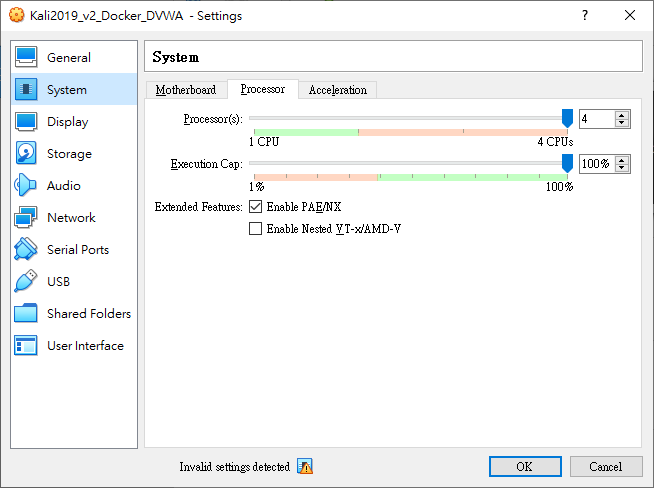 Kali2019_v2_Docker_DVWA - Settings
General
System
Display
Storage
Audio
Network
Serial Ports
USB
Shared Folders
User Interface
System
Motherboard Processor Acceleration
Processor(s): 4
1 CPU 4 CPUs
Execution Cap: 100%
1% 100%
Extended Features: Enable PAE/NX
Enable Nested VT-x/AMD-V
Invalid settings detected
OK Cancel